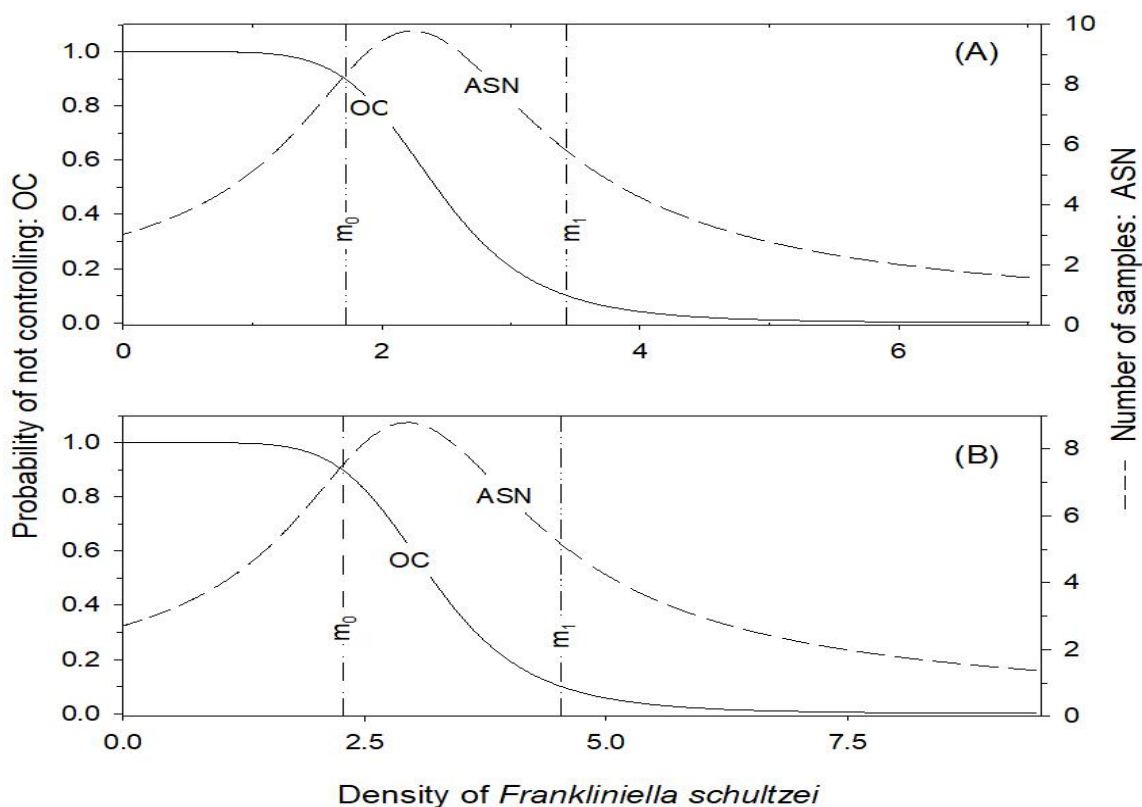 Probability of not controlling: OC
(A)
1.0
0.8
0.6
0.4
0.2
0.0
10
8
6
4
2
0
ASN
OC
m0
m1
0
2
4
6
(B)
1.0
0.8
0.6
0.4
0.2
0.0
8
6
4
2
0
ASN
OC
m0
m1
0.0
2.5
5.0
7.5
Density of Frankliniella schultzei
Number of samples: ASN